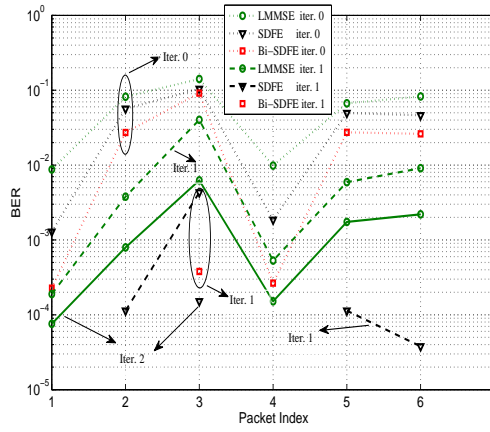 LMMSE iter. 0
SDFE iter. 0
Bi−SDFE iter. 0
LMMSE iter. 1
SDFE iter. 1
Bi−SDFE iter. 1
10^0
10^−1
10^−2
10^−3
10^−4
10^−5
BER
Iter. 0
Iter. 1
Iter. 1
Iter. 2
Iter. 1
1 2 3 4 5 6
Packet Index